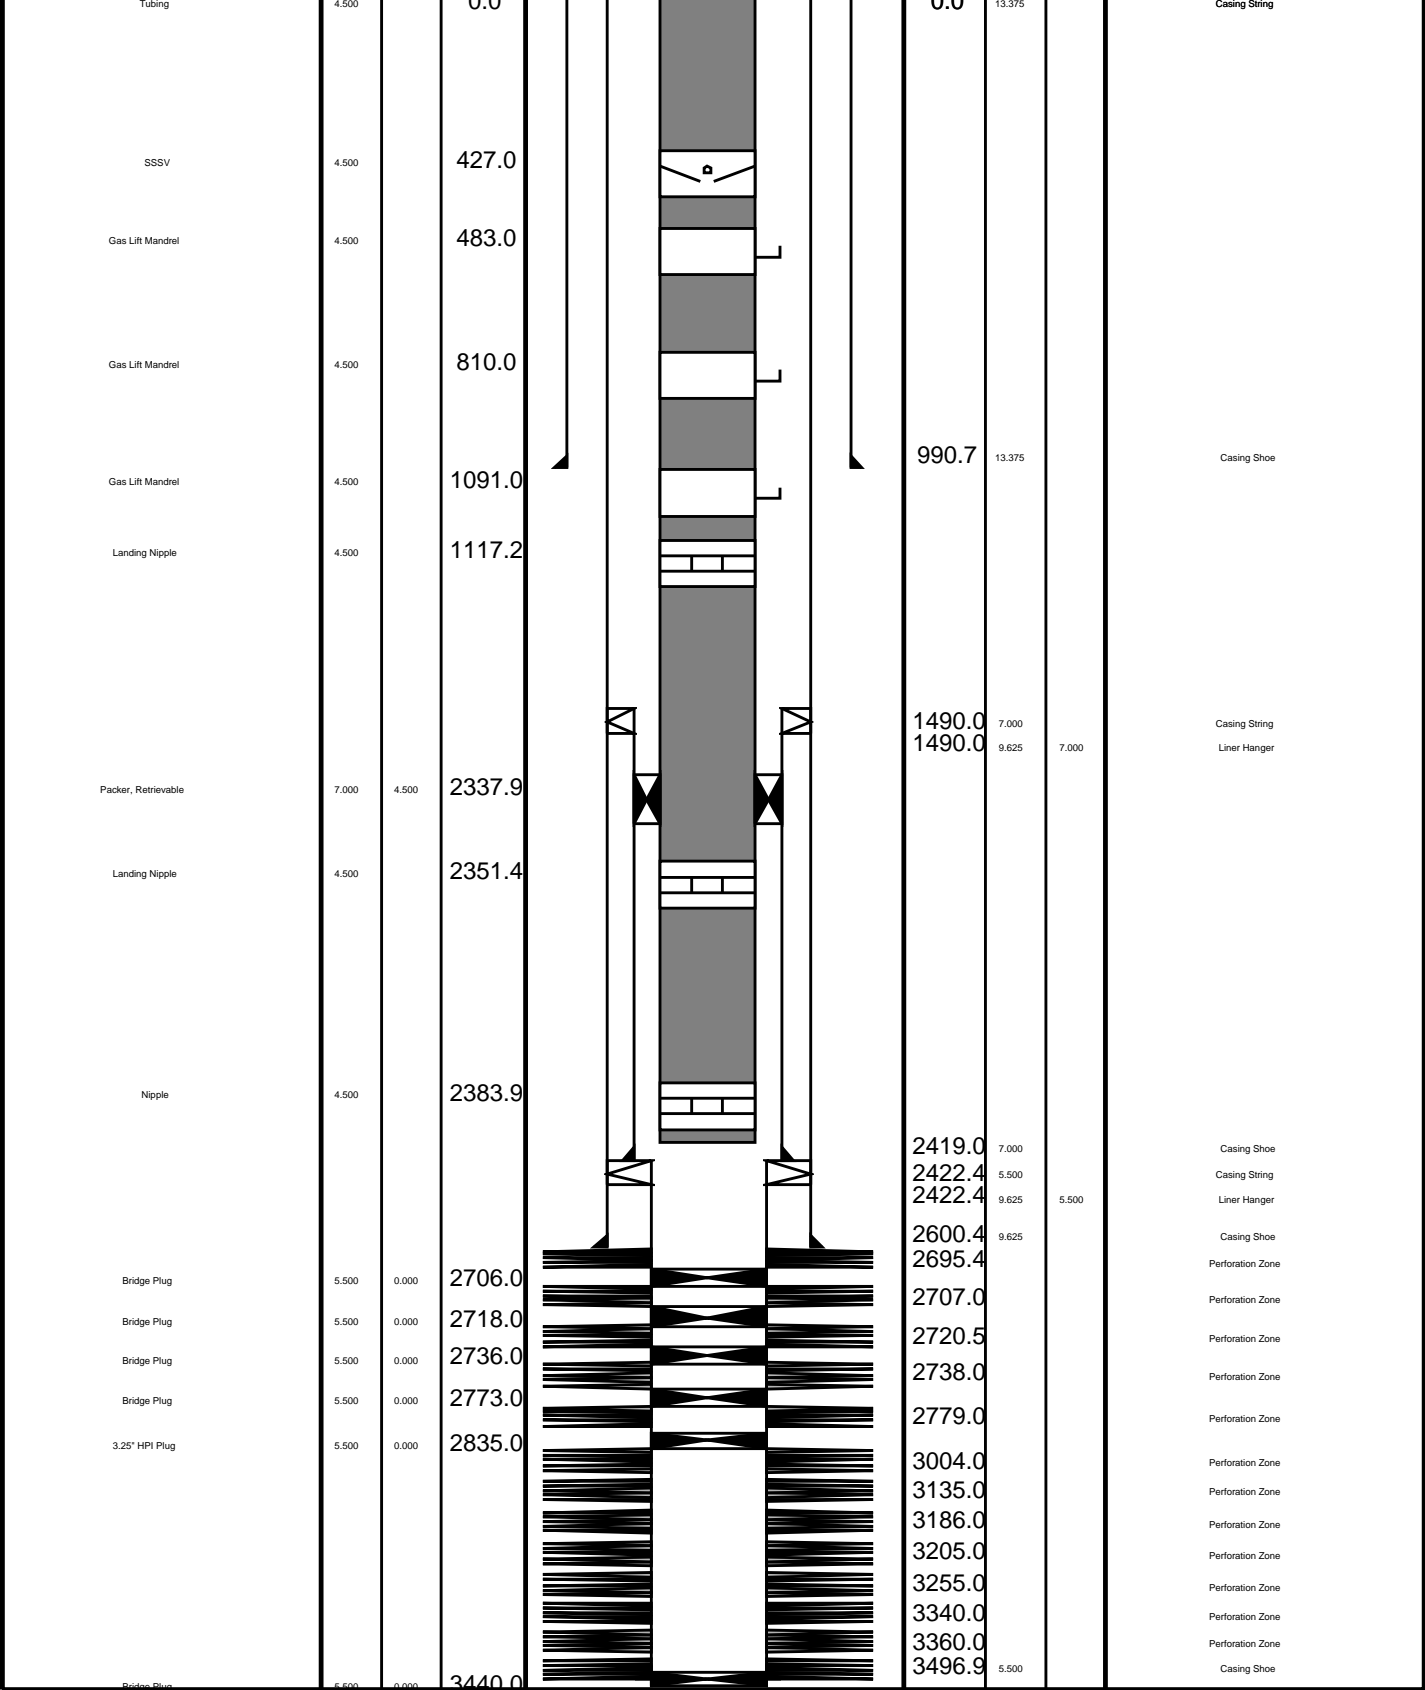 Tubing 4.500 0.0 0.0 13.375 Casing String
SSSV 4.500 427.0
Gas Lift Mandrel 4.500 483.0
Gas Lift Mandrel 4.500 810.0
990.7 13.375 Casing Shoe
Gas Lift Mandrel 4.500 1091.0
Landing Nipple 4.500 1117.2
1490.0 7.000 Casing String
1490.0 9.625 7.000 Liner Hanger
Packer, Retrievable 7.000 4.500 2337.9
Landing Nipple 4.500 2351.4
Nipple 4.500 2383.9
2419.0 7.000 Casing Shoe
2422.4 5.500 Casing String
2422.4 9.625 5.500 Liner Hanger
2600.4 9.625 Casing Shoe
2695.4 Perforation Zone
Bridge Plug 5.500 0.000 2706.0
2707.0 Perforation Zone
Bridge Plug 5.500 0.000 2718.0
2720.5 Perforation Zone
Bridge Plug 5.500 0.000 2736.0
2738.0 Perforation Zone
Bridge Plug 5.500 0.000 2773.0
2779.0 Perforation Zone
3.25" HPI Plug 5.500 0.000 2835.0
3004.0 Perforation Zone
3135.0 Perforation Zone
3186.0 Perforation Zone
3205.0 Perforation Zone
3255.0 Perforation Zone
3340.0 Perforation Zone
3360.0 Perforation Zone
3496.9 5.500 Casing Shoe
Bridge Plug 5.500 0.000 3440.0